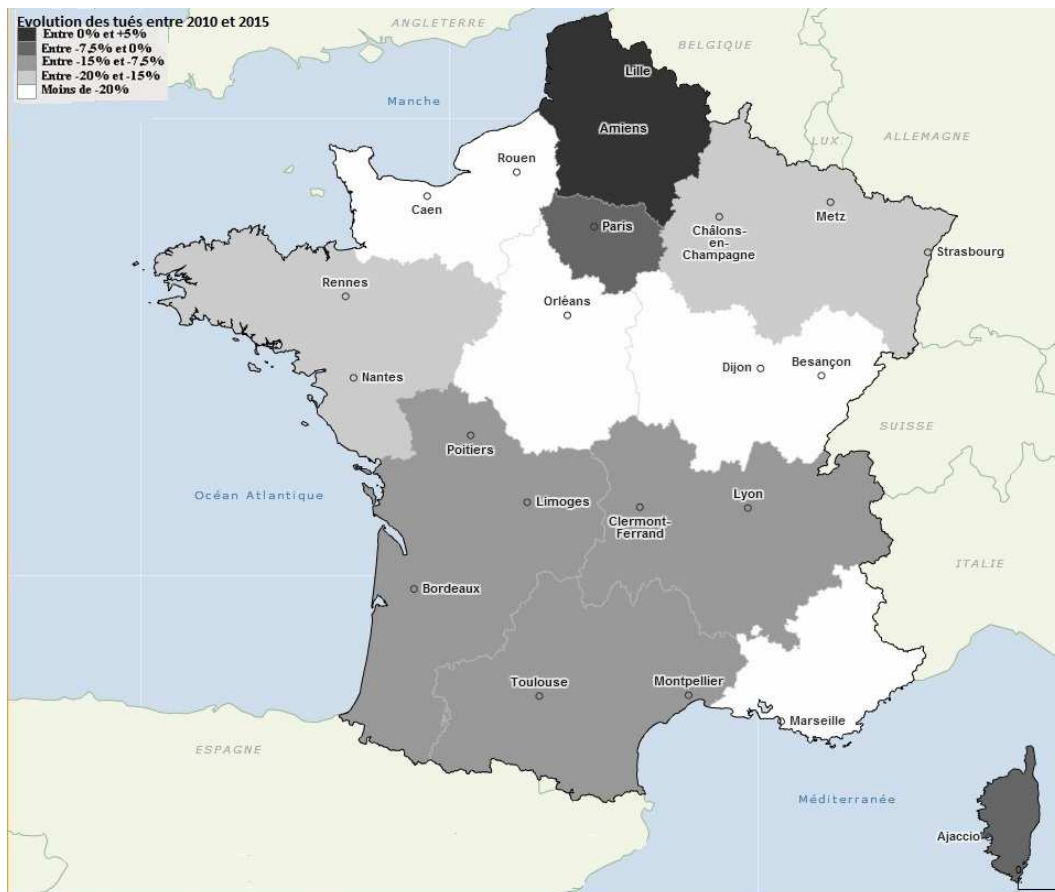 Evolution des tués entre 2010 et 2015
Entre 0% et +5%
Entre -7,5% et 0%
Entre -15% et -7,5%
Entre -20% et -15%
Moins de -20%
ANGLETERRE
BELGIQUE
Lille
Manche
Amiens
ALLEMAGNE
LUX.
Rouen
Caen
Metz
Paris
Châlons-
en-
Champagne
Strasbourg
Rennes
Orléans
Dijon
Besançon
Nantes
SUISSE
Poitiers
Océan Atlantique
Limoges
Lyon
Clermont-
Ferrand
ITALIE
Bordeaux
Toulouse
Montpellier
Marseille
ESPAGNE
Méditerranée
Ajaccio